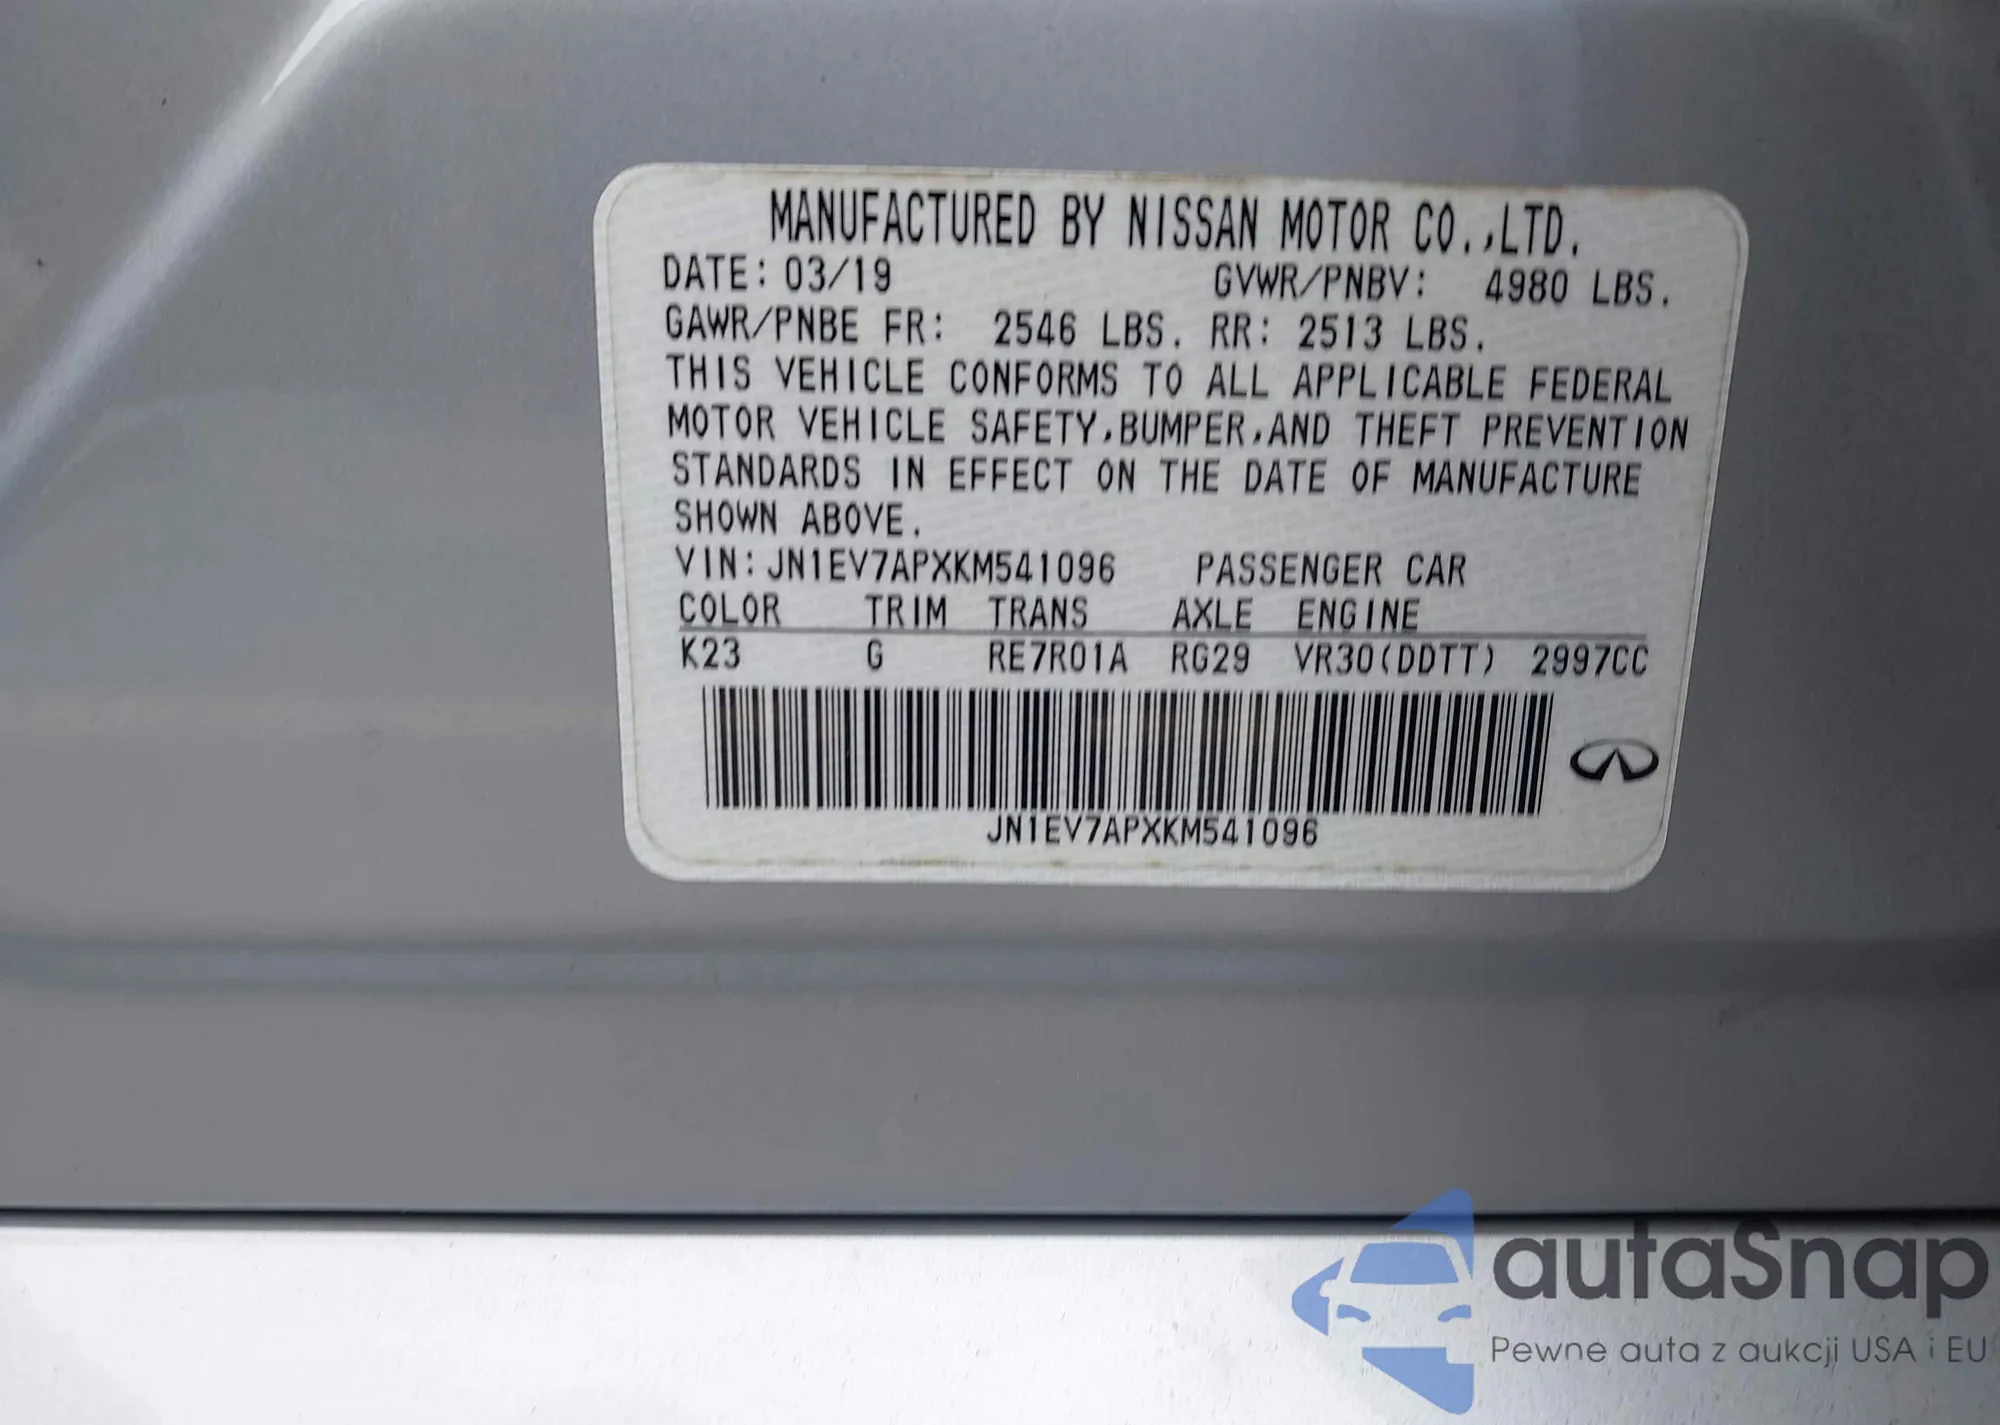 MANUFACTURED BY NISSAN MOTOR CO.,LTD.
DATE: 03/19 GVWR/PNBV: 4980 LBS.
GAWR/PNBE FR: 2546 LBS. RR: 2513 LBS.
THIS VEHICLE CONFORMS TO ALL APPLICABLE FEDERAL
MOTOR VEHICLE SAFETY,BUMPER,AND THEFT PREVENTION
STANDARDS IN EFFECT ON THE DATE OF MANUFACTURE
SHOWN ABOVE.
VIN: JN1EV7APXKM541096 PASSENGER CAR
COLOR TRIM TRANS AXLE ENGINE
K23 G RE7R01A RG29 VR30(DDTT) 2997CC
JN1EV7APXKM541096
autaSnap
Pewne auta z aukcji USA i EU